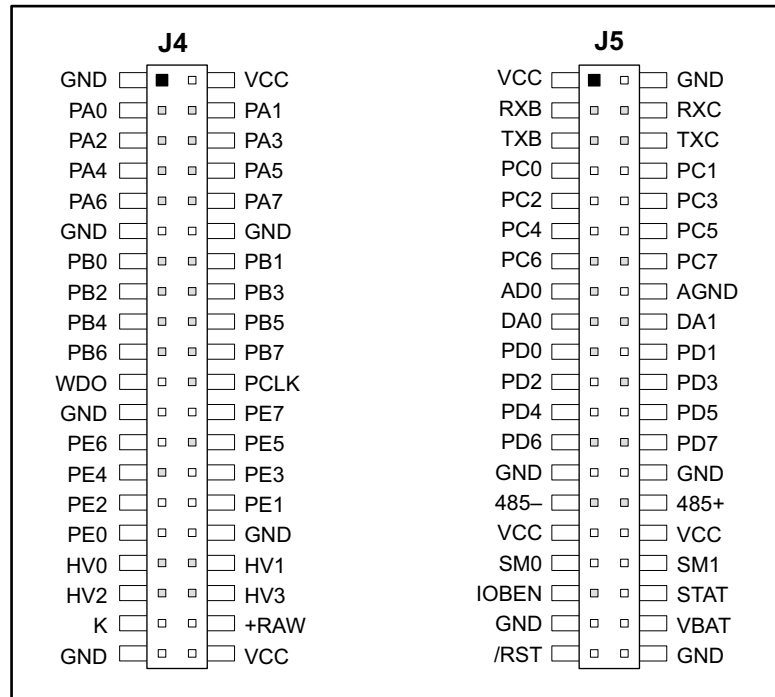 J4 J5
GND VCC VCC GND
PA0 PA1 RXB RXC
PA2 PA3 TXB TXC
PA4 PA5 PC0 PC1
PA6 PA7 PC2 PC3
GND GND PC4 PC5
PB0 PB1 PC6 PC7
PB2 PB3 AD0 AGND
PB4 PB5 DA0 DA1
PB6 PB7 PD0 PD1
WDO PCLK PD2 PD3
GND PE7 PD4 PD5
PE6 PE5 PD6 PD7
PE4 PE3 GND GND
PE2 PE1 485– 485+
PE0 GND VCC VCC
HV0 HV1 SM0 SM1
HV2 HV3 IOBEN STAT
K +RAW GND VBAT
GND VCC /RST GND